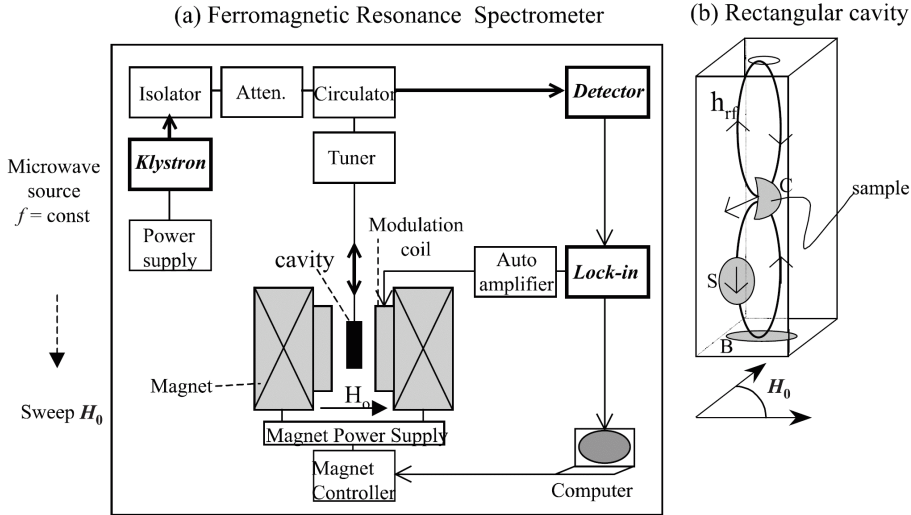 (a) Ferromagnetic Resonance Spectrometer
(b) Rectangular cavity
Isolator
Atten.
Circulator
Detector
Klystron
Tuner
Microwave
source
f = const
Power
supply
cavity
Modulation
coil
Auto
amplifier
Lock-in
Magnet
H₀
Sweep H₀
Magnet Power Supply
Magnet
Controller
Computer
hrf
C
sample
S
B
H₀